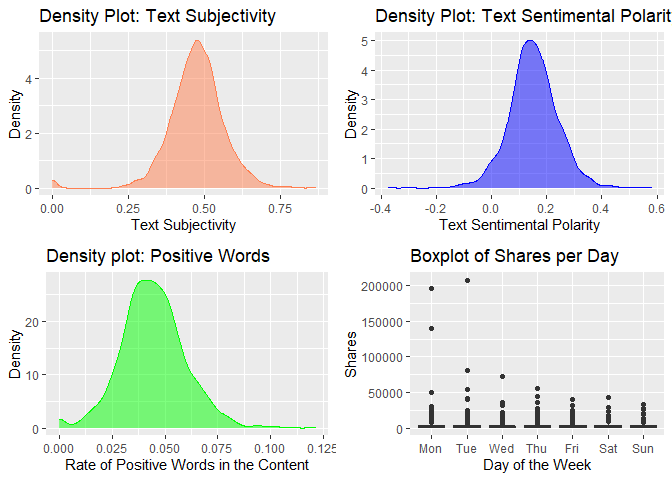 Density Plot: Text Subjectivity
Density
4
2
0
0.00 0.25 0.50 0.75
Text Subjectivity
Density Plot: Text Sentimental Polarit
Density
5
4
3
2
1
0
-0.4 -0.2 0.0 0.2 0.4 0.6
Text Sentimental Polarity
Density plot: Positive Words
Density
20
10
0
0.000 0.025 0.050 0.075 0.100 0.125
Rate of Positive Words in the Content
Boxplot of Shares per Day
Shares
200000
150000
100000
50000
0
Mon Tue Wed Thu Fri Sat Sun
Day of the Week